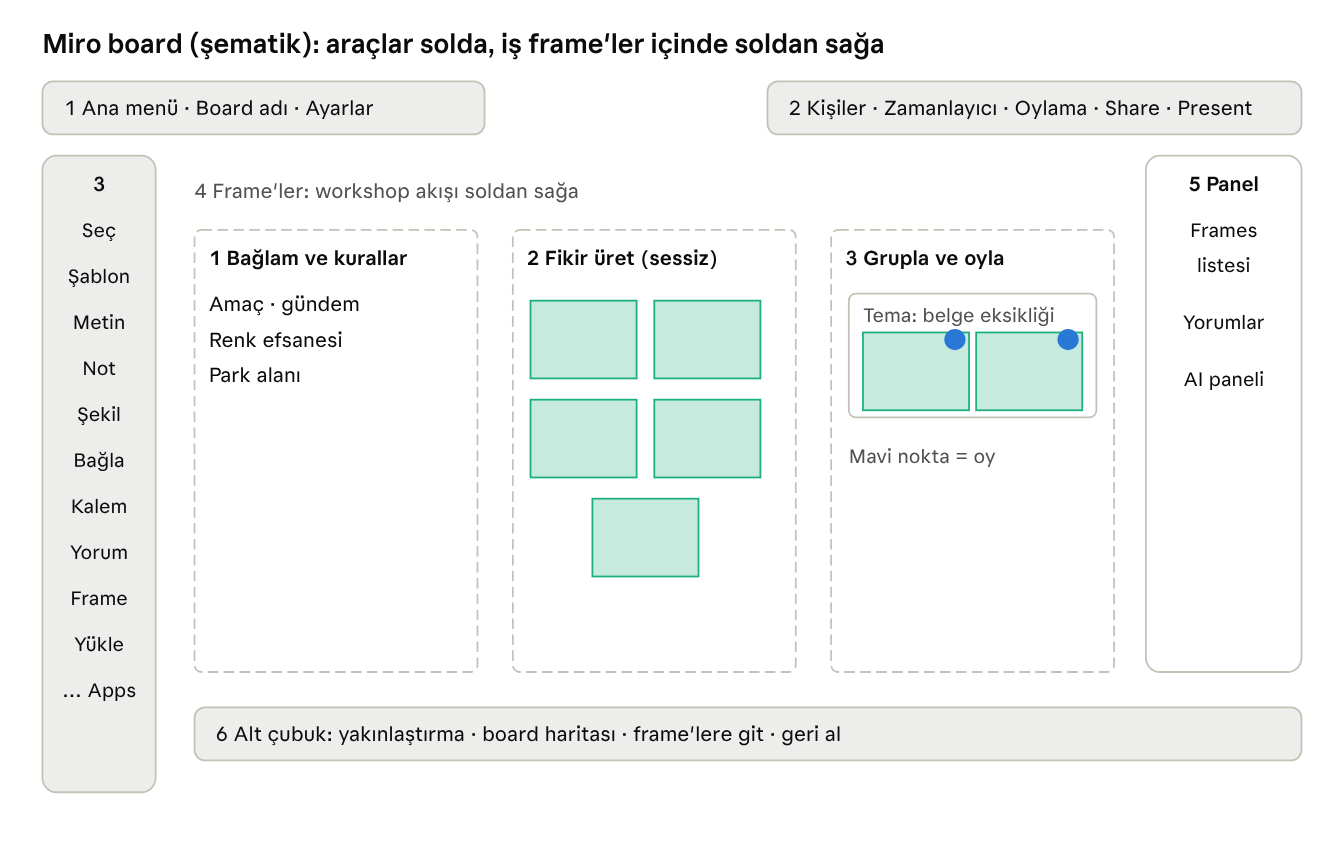 Miro board (şematik): araçlar solda, iş frame'ler içinde soldan sağa
1 Ana menü · Board adı · Ayarlar
2 Kişiler · Zamanlayıcı · Oylama · Share · Present
3
Seç
Şablon
Metin
Not
Şekil
Bağla
Kalem
Yorum
Frame
Yükle
... Apps
4 Frame'ler: workshop akışı soldan sağa
1 Bağlam ve kurallar
Amaç · gündem
Renk efsanesi
Park alanı
2 Fikir üret (sessiz)
3 Grupla ve oyla
Tema: belge eksikliği
Mavi nokta = oy
5 Panel
Frames
listesi
Yorumlar
AI paneli
6 Alt çubuk: yakınlaştırma · board haritası · frame'lere git · geri al